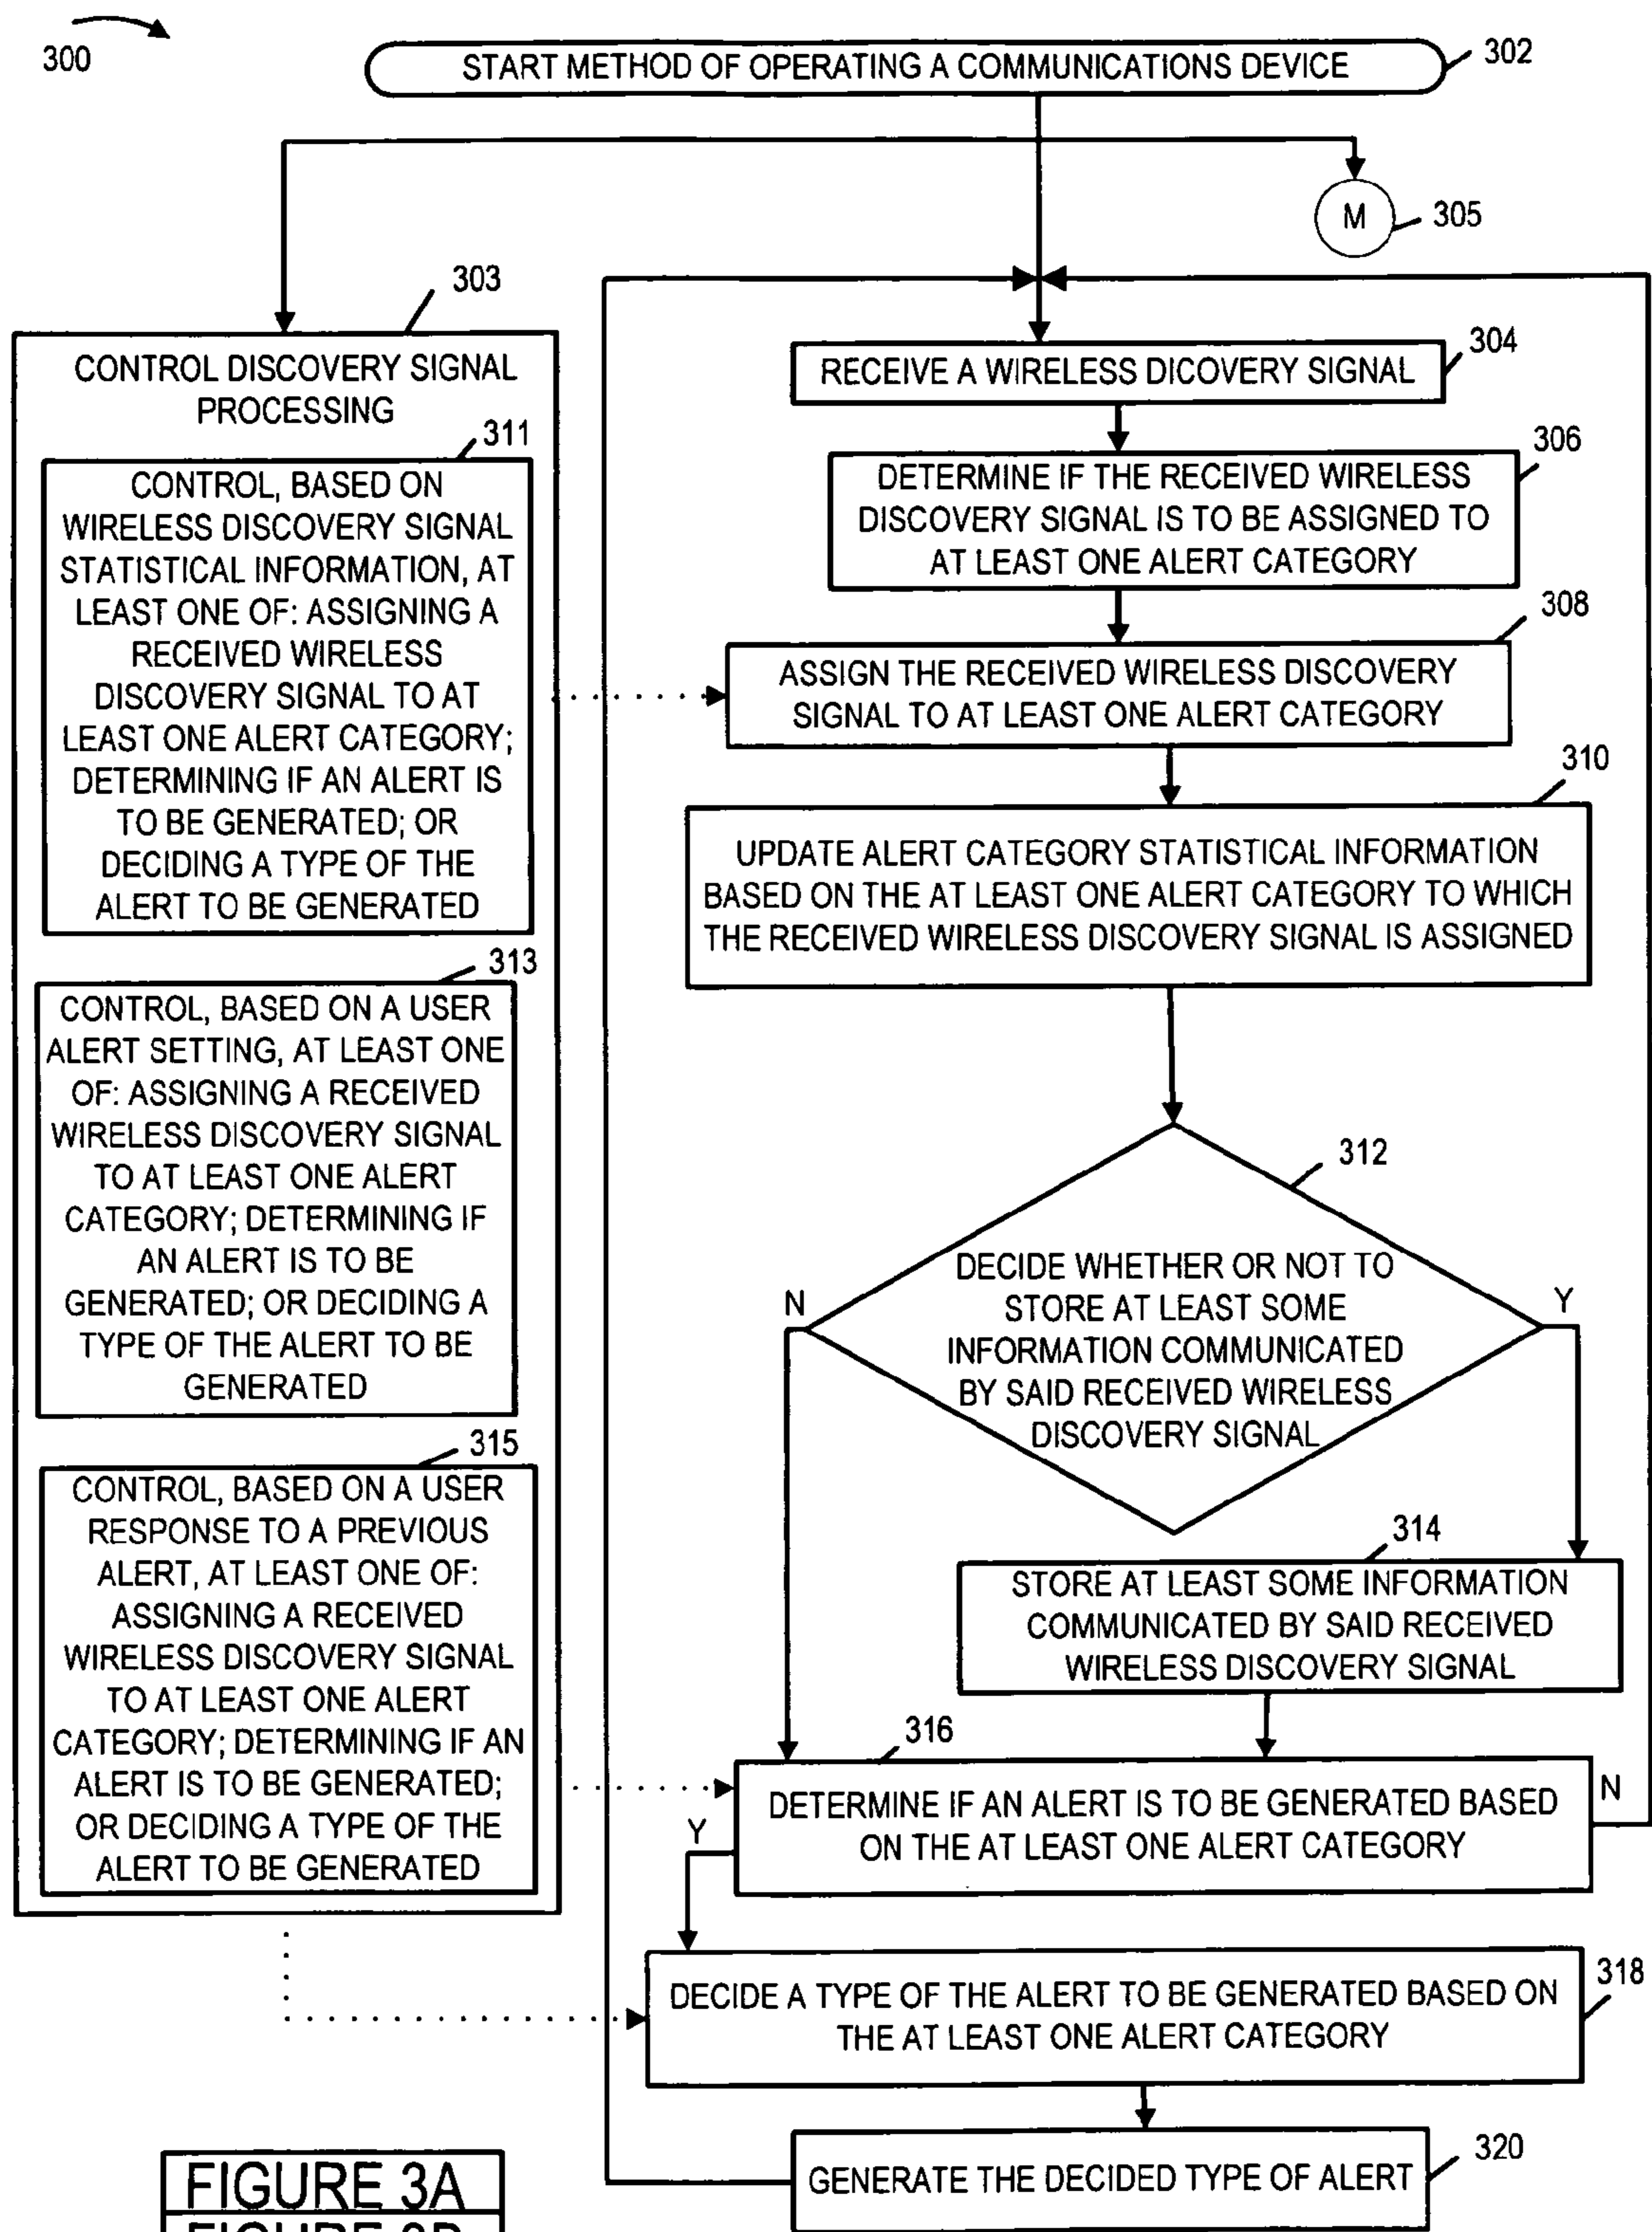 300
START METHOD OF OPERATING A COMMUNICATIONS DEVICE
302
M
305
303
CONTROL DISCOVERY SIGNAL
PROCESSING
311
CONTROL, BASED ON
WIRELESS DISCOVERY SIGNAL
STATISTICAL INFORMATION, AT
LEAST ONE OF: ASSIGNING A
RECEIVED WIRELESS
DISCOVERY SIGNAL TO AT
LEAST ONE ALERT CATEGORY;
DETERMINING IF AN ALERT IS
TO BE GENERATED; OR
DECIDING A TYPE OF THE
ALERT TO BE GENERATED
313
CONTROL, BASED ON A USER
ALERT SETTING, AT LEAST ONE
OF: ASSIGNING A RECEIVED
WIRELESS DISCOVERY SIGNAL
TO AT LEAST ONE ALERT
CATEGORY; DETERMINING IF
AN ALERT IS TO BE
GENERATED; OR DECIDING A
TYPE OF THE ALERT TO BE
GENERATED
315
CONTROL, BASED ON A USER
RESPONSE TO A PREVIOUS
ALERT, AT LEAST ONE OF:
ASSIGNING A RECEIVED
WIRELESS DISCOVERY SIGNAL
TO AT LEAST ONE ALERT
CATEGORY; DETERMINING IF AN
ALERT IS TO BE GENERATED;
OR DECIDING A TYPE OF THE
ALERT TO BE GENERATED
304
RECEIVE A WIRELESS DICOVERY SIGNAL
306
DETERMINE IF THE RECEIVED WIRELESS
DISCOVERY SIGNAL IS TO BE ASSIGNED TO
AT LEAST ONE ALERT CATEGORY
308
ASSIGN THE RECEIVED WIRELESS DISCOVERY
SIGNAL TO AT LEAST ONE ALERT CATEGORY
310
UPDATE ALERT CATEGORY STATISTICAL INFORMATION
BASED ON THE AT LEAST ONE ALERT CATEGORY TO WHICH
THE RECEIVED WIRELESS DISCOVERY SIGNAL IS ASSIGNED
312
DECIDE WHETHER OR NOT TO
STORE AT LEAST SOME
INFORMATION COMMUNICATED
BY SAID RECEIVED WIRELESS
DISCOVERY SIGNAL
N
Y
314
STORE AT LEAST SOME INFORMATION
COMMUNICATED BY SAID RECEIVED
WIRELESS DISCOVERY SIGNAL
316
DETERMINE IF AN ALERT IS TO BE GENERATED BASED
ON THE AT LEAST ONE ALERT CATEGORY
N
Y
318
DECIDE A TYPE OF THE ALERT TO BE GENERATED BASED ON
THE AT LEAST ONE ALERT CATEGORY
320
GENERATE THE DECIDED TYPE OF ALERT
FIGURE 3A